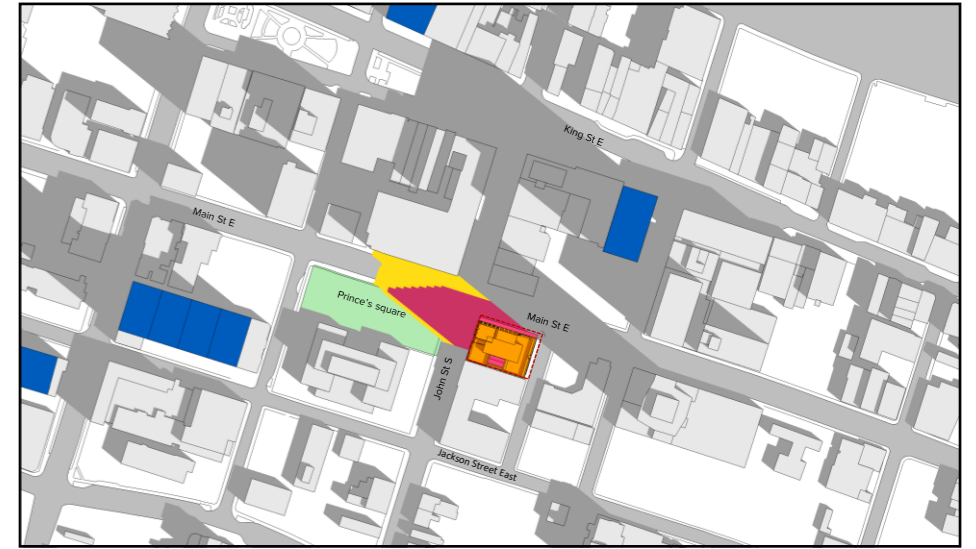 King St E
Main St E
Prince's square
Main St E
John St S
Jackson Street East